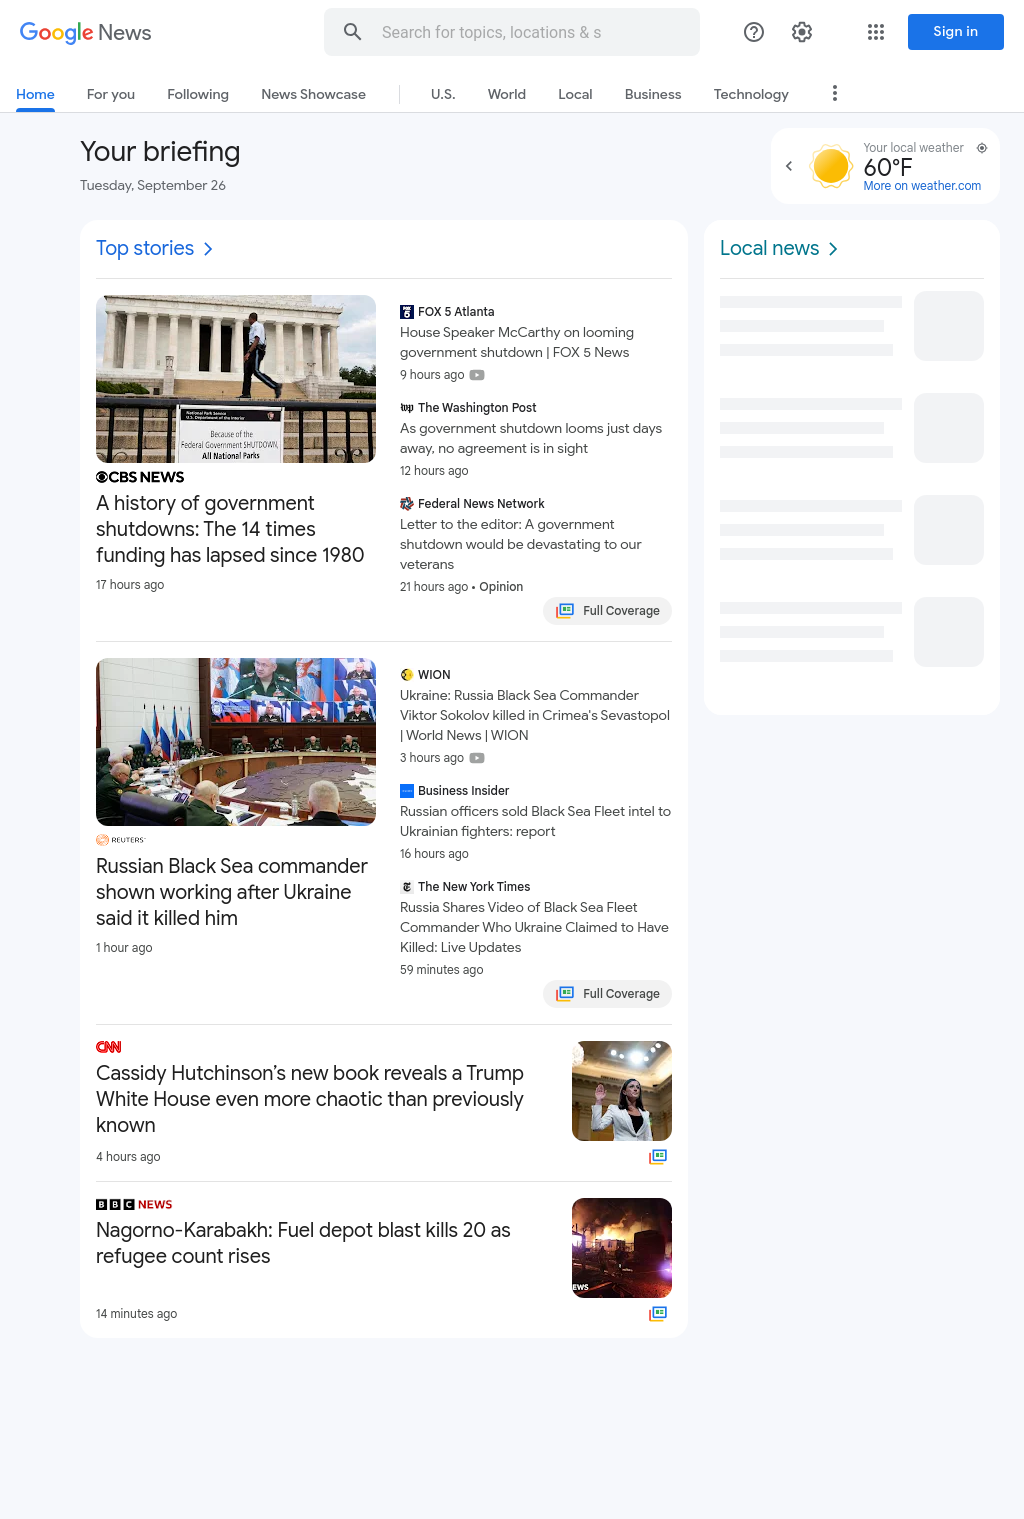 Google News
Search for topics, locations & s
Sign in
Home
For you
Following
News Showcase
U.S.
World
Local
Business
Technology
Your briefing
Tuesday, September 26
Your local weather
60°F
More on weather.com
Top stories
National Park Service
U.S. Department of the Interior
Because of the
Federal Government SHUTDOWN,
All National Parks
CBS NEWS
A history of government
shutdowns: The 14 times
funding has lapsed since 1980
17 hours ago
FOX 5 Atlanta
House Speaker McCarthy on looming
government shutdown | FOX 5 News
9 hours ago
The Washington Post
As government shutdown looms just days
away, no agreement is in sight
12 hours ago
Federal News Network
Letter to the editor: A government
shutdown would be devastating to our
veterans
21 hours ago • Opinion
Full Coverage
REUTERS
Russian Black Sea commander
shown working after Ukraine
said it killed him
1 hour ago
WION
Ukraine: Russia Black Sea Commander
Viktor Sokolov killed in Crimea's Sevastopol
| World News | WION
3 hours ago
Business Insider
Russian officers sold Black Sea Fleet intel to
Ukrainian fighters: report
16 hours ago
The New York Times
Russia Shares Video of Black Sea Fleet
Commander Who Ukraine Claimed to Have
Killed: Live Updates
59 minutes ago
Full Coverage
CNN
Cassidy Hutchinson’s new book reveals a Trump
White House even more chaotic than previously
known
4 hours ago
BBC NEWS
Nagorno-Karabakh: Fuel depot blast kills 20 as
refugee count rises
EWS
14 minutes ago
Local news